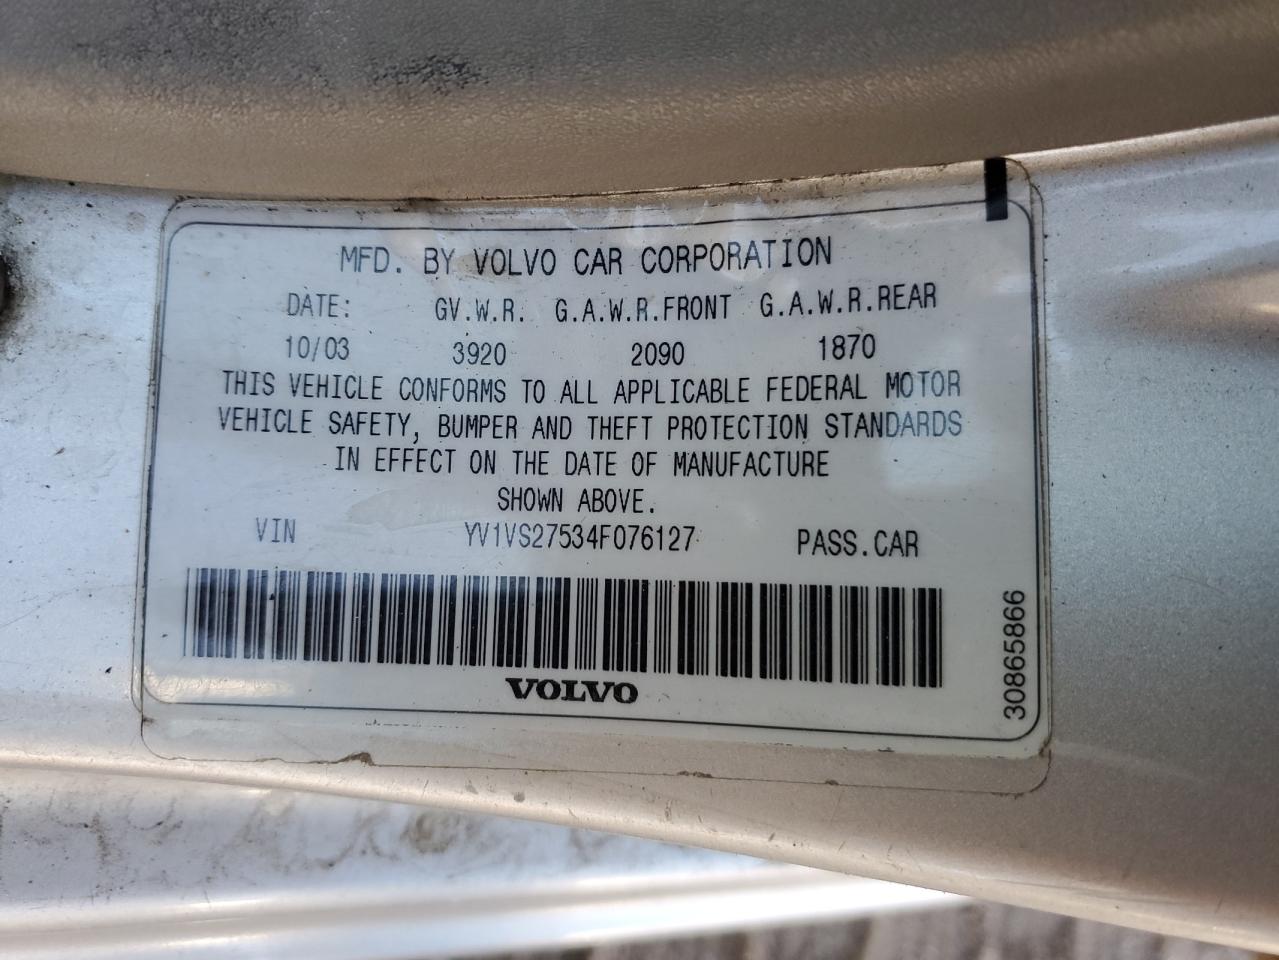 MFD. BY VOLVO CAR CORPORATION
DATE: GV.W.R. G.A.W.R.FRONT G.A.W.R.REAR
10/03 3920 2090 1870
THIS VEHICLE CONFORMS TO ALL APPLICABLE FEDERAL MOTOR
VEHICLE SAFETY, BUMPER AND THEFT PROTECTION STANDARDS
IN EFFECT ON THE DATE OF MANUFACTURE
SHOWN ABOVE.
VIN YV1VS27534F076127 PASS.CAR
VOLVO
30865866